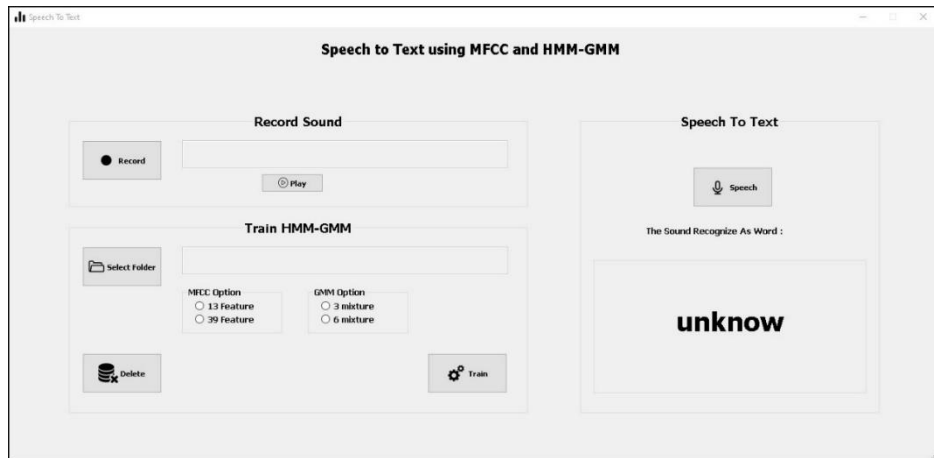 Speech To Text
Speech to Text using MFCC and HMM-GMM
Record Sound
Record
Play
Train HMM-GMM
Select Folder
MFCC Option
13 Feature
39 Feature
GMM Option
3 mixture
6 mixture
Delete
Train
Speech To Text
Speech
The Sound Recognize As Word :
unknow